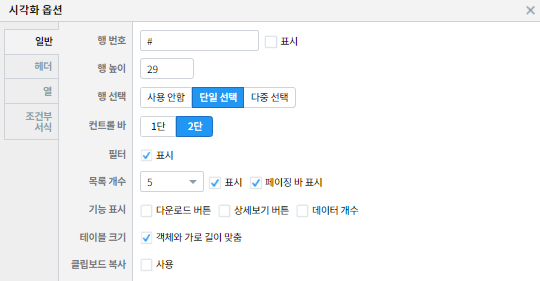 시각화 옵션
일반
헤더
열
조건부
서식
행 번호 # 표시
행 높이 29
행 선택 사용 안함 단일 선택 다중 선택
컨트롤 바 1단 2단
필터 표시
목록 개수 5 표시 페이징 바 표시
기능 표시 다운로드 버튼 상세보기 버튼 데이터 개수
테이블 크기 객체와 가로 길이 맞춤
클립보드 복사 사용